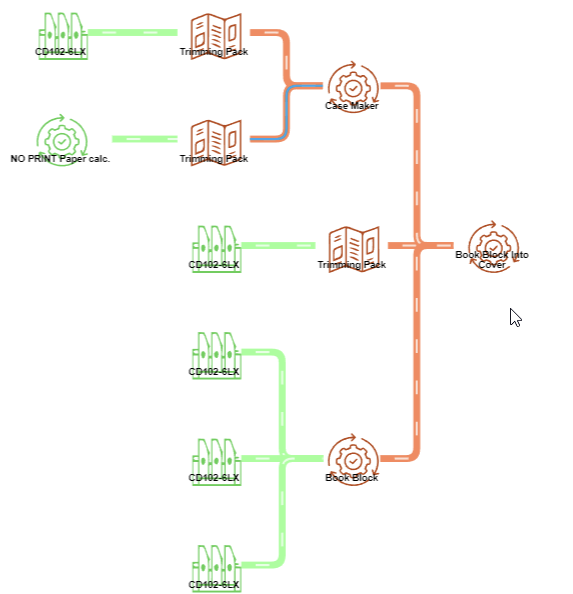 CD102-6LX
Trimming Pack
Case Maker
NO PRINT Paper calc.
Trimming Pack
CD102-6LX
Trimming Pack
Book Block Into
Cover
CD102-6LX
CD102-6LX
Book Block
CD102-6LX